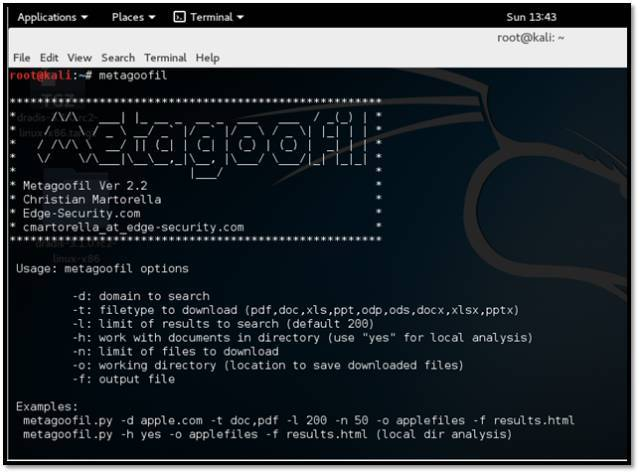 Applications Places Terminal Sun 13:43
root@kali: ~
File Edit View Search Terminal Help
root@kali:~# metagoofil
******************************************************
metagoofil
* Metagoofil Ver 2.2 *
* Christian Martorella *
* Edge-Security.com *
* cmartorella_at_edge-security.com *
******************************************************
Usage: metagoofil options
-d: domain to search
-t: filetype to download (pdf,doc,xls,ppt,odp,ods,docx,xlsx,pptx)
-l: limit of results to search (default 200)
-h: work with documents in directory (use "yes" for local analysis)
-n: limit of files to download
-o: working directory (location to save downloaded files)
-f: output file
Examples:
metagoofil.py -d apple.com -t doc,pdf -l 200 -n 50 -o applefiles -f results.html
metagoofil.py -h yes -o applefiles -f results.html (local dir analysis)